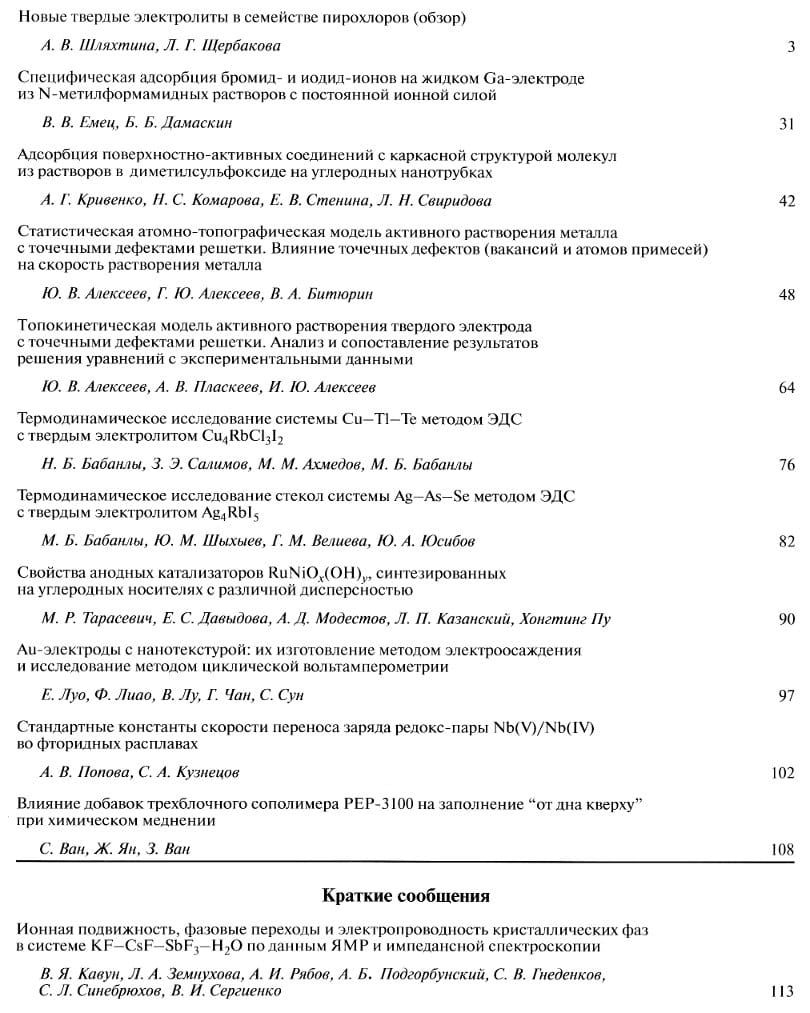 Новые твердые электролиты в семействе пирохлоров (обзор)
А. В. Шляхтина, Л. Г. Щербакова 3
Специфическая адсорбция бромид- и иодид-ионов на жидком Ga-электроде
из N-метилформамидных растворов с постоянной ионной силой
В. В. Емец, Б. Б. Дамаскин 31
Адсорбция поверхностно-активных соединений с каркасной структурой молекул
из растворов в диметилсульфоксиде на углеродных нанотрубках
А. Г. Кривенко, Н. С. Комарова, Е. В. Стенина, Л. Н. Свиридова 42
Статистическая атомно-топографическая модель активного растворения металла
с точечными дефектами решетки. Влияние точечных дефектов (вакансий и атомов примесей)
на скорость растворения металла
Ю. В. Алексеев, Г. Ю. Алексеев, В. А. Битюрин 48
Топокинетическая модель активного растворения твердого электрода
с точечными дефектами решетки. Анализ и сопоставление результатов
решения уравнений с экспериментальными данными
Ю. В. Алексеев, А. В. Пласкеев, И. Ю. Алексеев 64
Термодинамическое исследование системы Cu–Tl–Te методом ЭДС
с твердым электролитом Cu₄RbCl₃I₂
Н. Б. Бабанлы, З. Э. Салимов, М. М. Ахмедов, М. Б. Бабанлы 76
Термодинамическое исследование стекол системы Ag–As–Se методом ЭДС
с твердым электролитом Ag₄RbI₅
М. Б. Бабанлы, Ю. М. Шыхыев, Г. М. Велиева, Ю. А. Юсибов 82
Свойства анодных катализаторов RuNiOₓ(OH)ᵧ, синтезированных
на углеродных носителях с различной дисперсностью
М. Р. Тарасевич, Е. С. Давыдова, А. Д. Модестов, Л. П. Казанский, Хонгтинг Пу 90
Au-электроды с нанотекстурой: их изготовление методом электроосаждения
и исследование методом циклической вольтамперометрии
Е. Луо, Ф. Лиао, В. Лу, Г. Чан, С. Сун 97
Стандартные константы скорости переноса заряда редокс-пары Nb(V)/Nb(IV)
во фторидных расплавах
А. В. Попова, С. А. Кузнецов 102
Влияние добавок трехблочного сополимера PEP-3100 на заполнение “от дна кверху”
при химическом меднении
С. Ван, Ж. Ян, З. Ван 108
Краткие сообщения
Ионная подвижность, фазовые переходы и электропроводность кристаллических фаз
в системе KF–CsF–SbF₃–H₂O по данным ЯМР и импедансной спектроскопии
В. Я. Кавун, Л. А. Земнухова, А. И. Рябов, А. Б. Подгорбунский, С. В. Гнеденков,
С. Л. Синебрюхов, В. И. Сергиенко 113